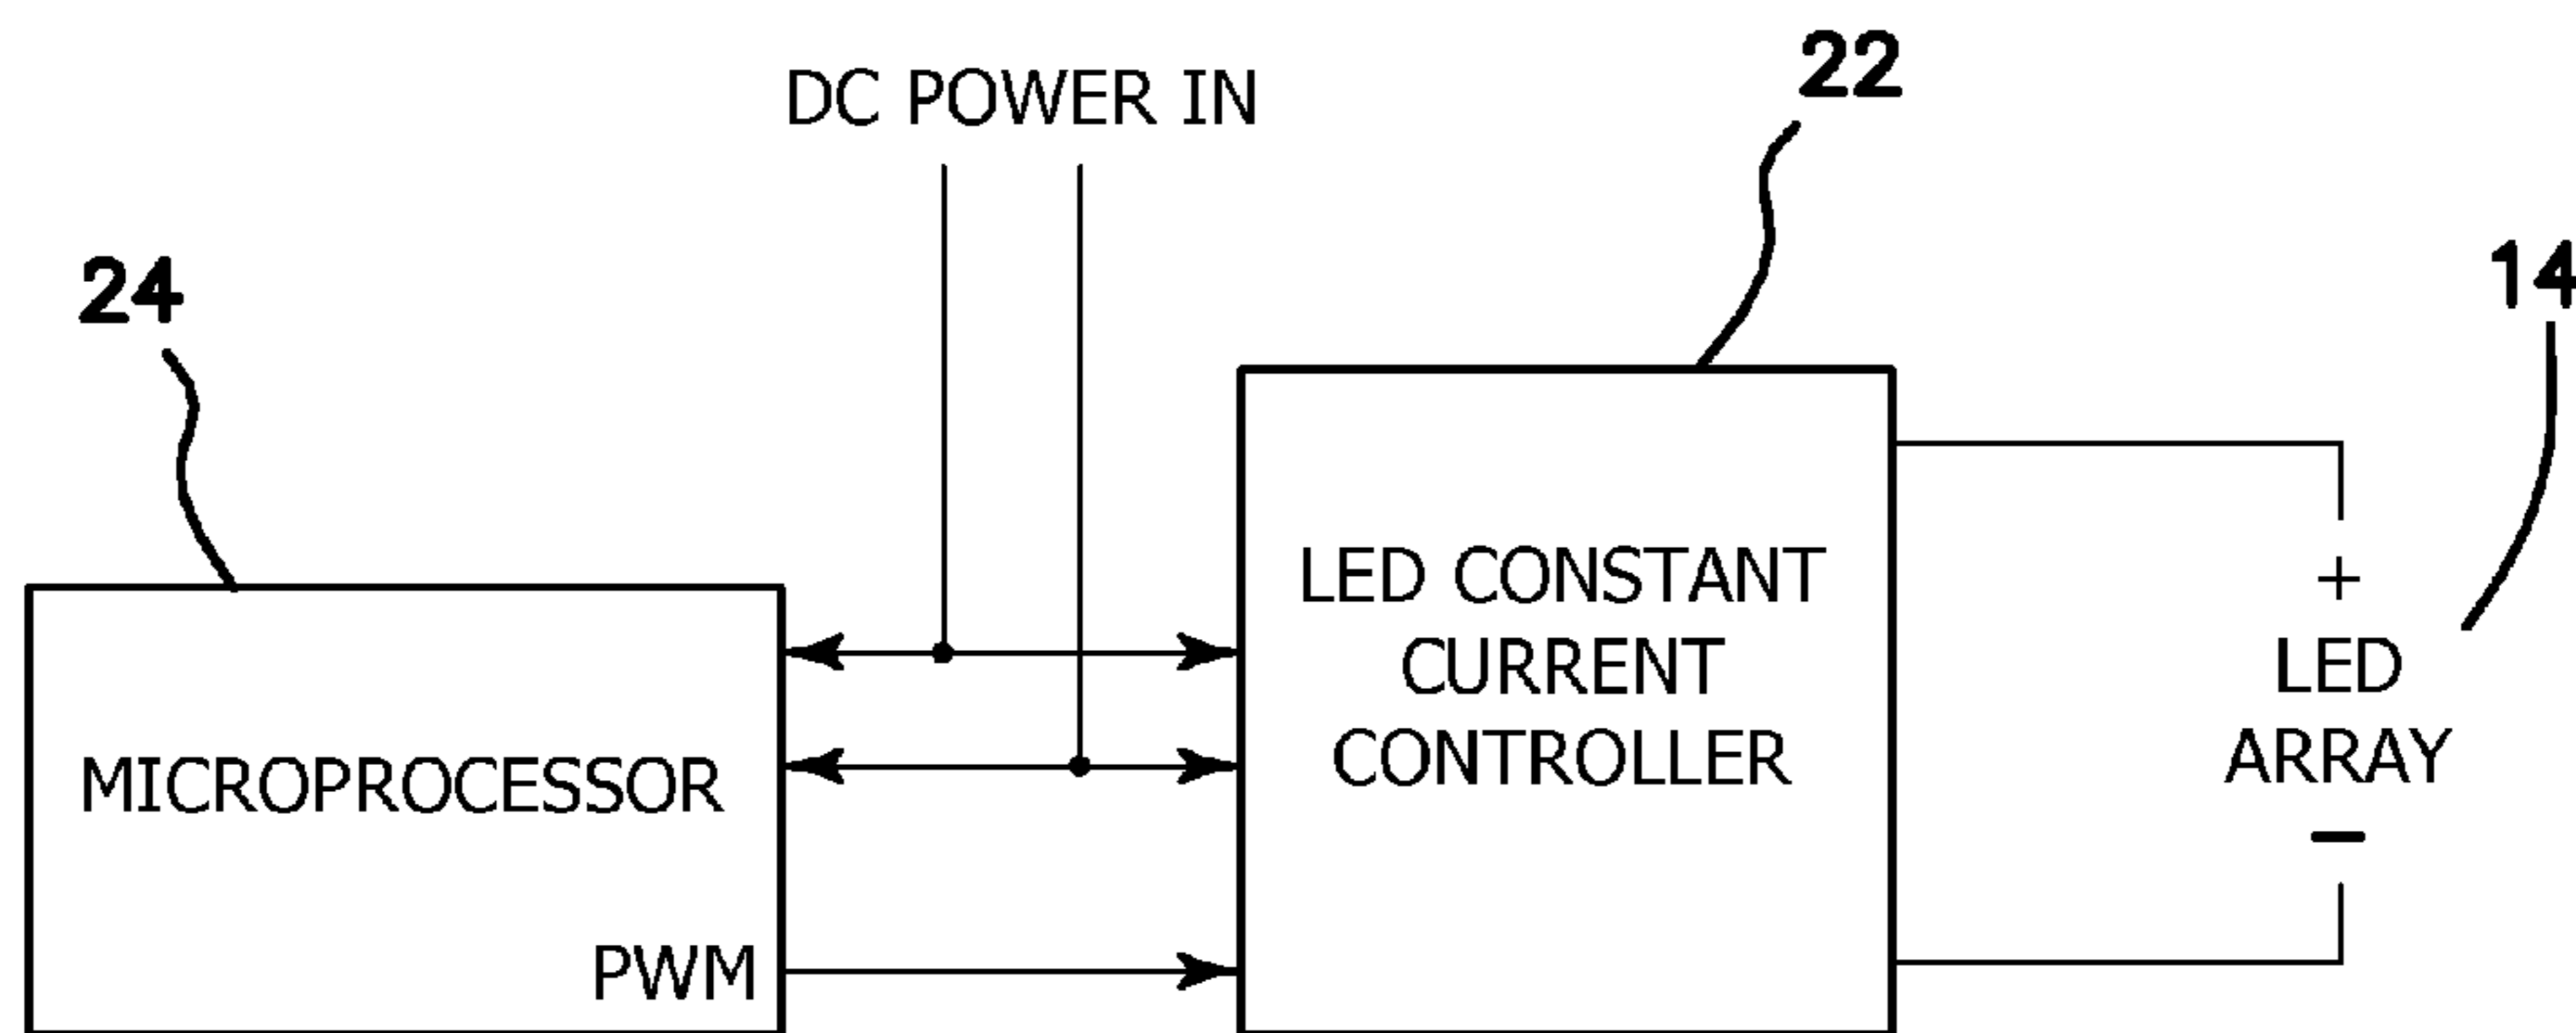 DC POWER IN
22
24
14
LED CONSTANT
CURRENT
CONTROLLER
MICROPROCESSOR
PWM
+
LED
ARRAY
-